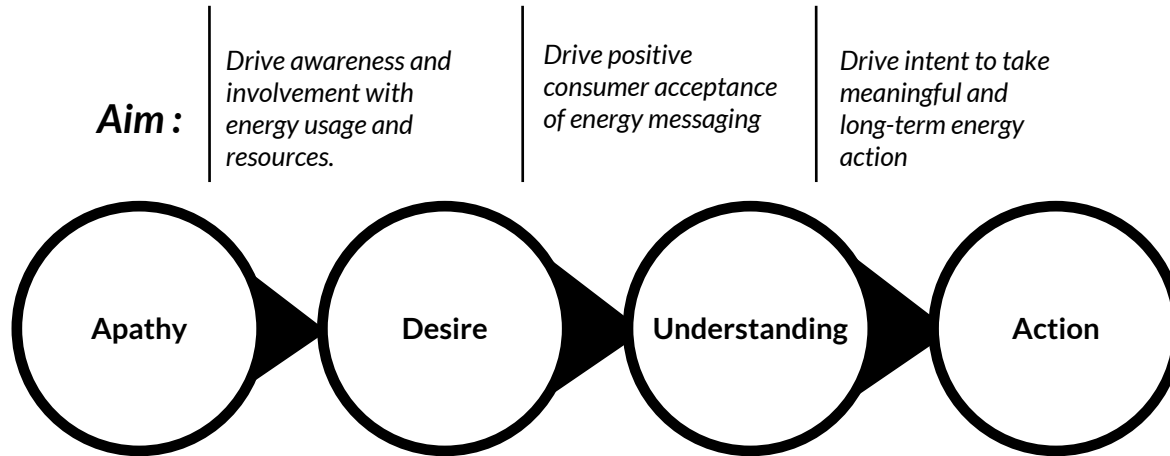 Aim :
Drive awareness and
involvement with
energy usage and
resources.
Drive positive
consumer acceptance
of energy messaging
Drive intent to take
meaningful and
long-term energy
action
Apathy
Desire
Understanding
Action